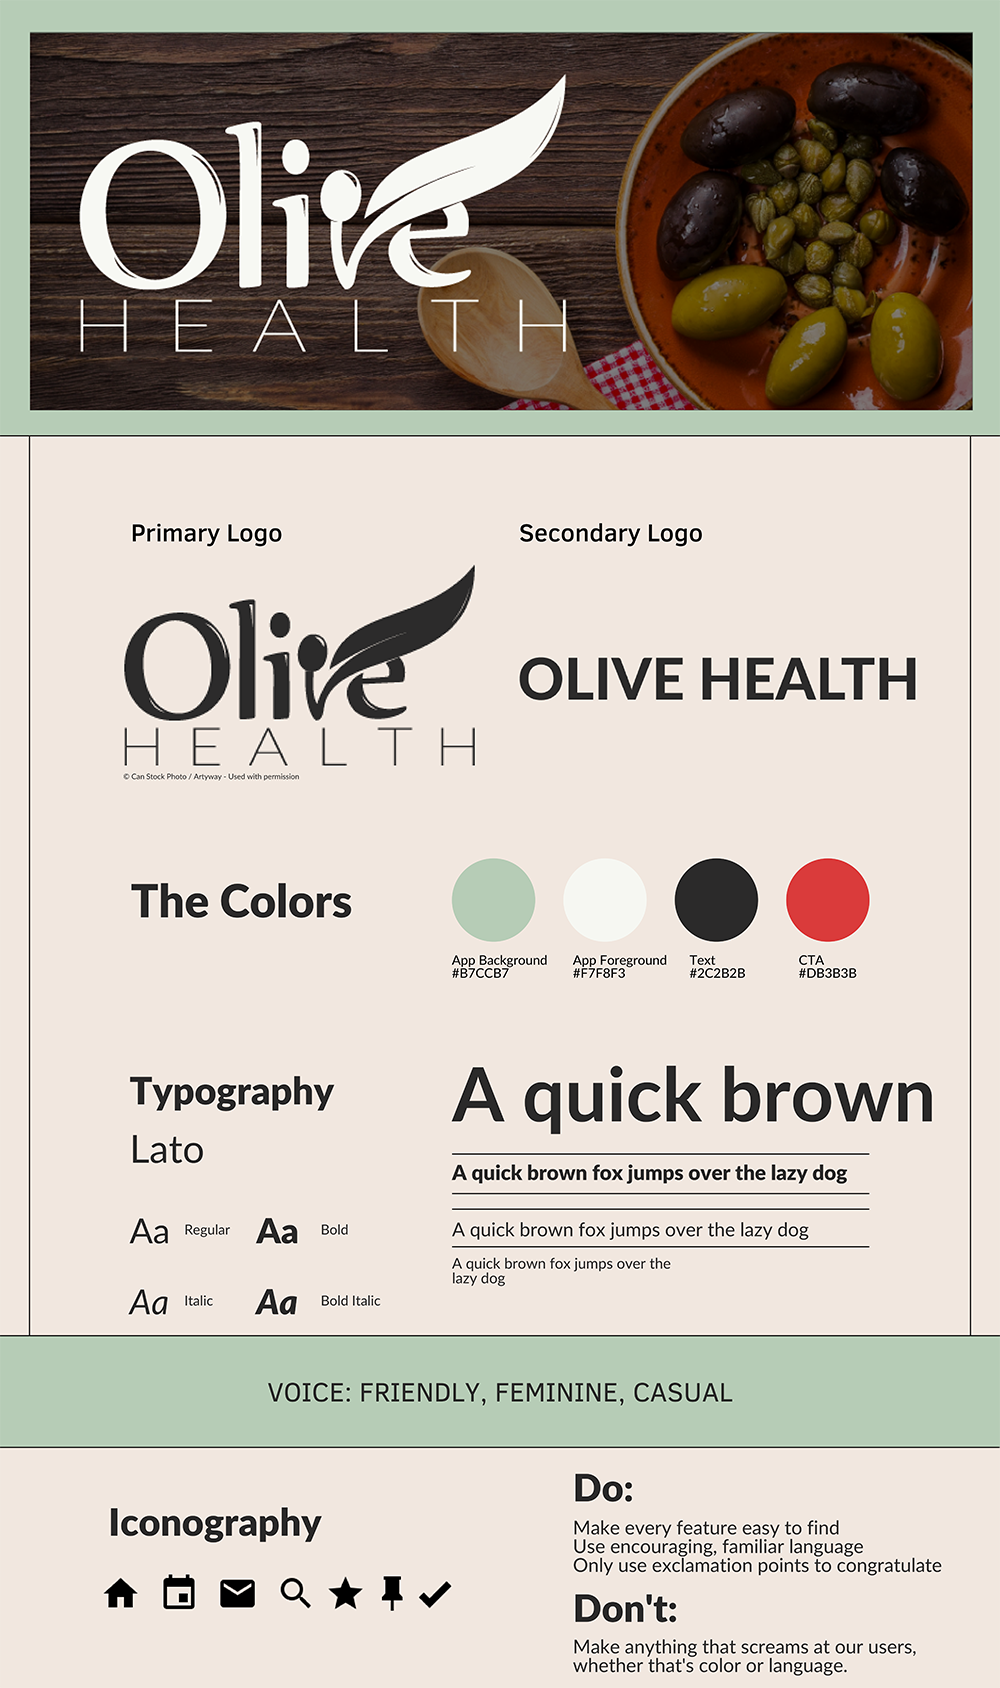 Olive
HEALTH
Primary Logo
Secondary Logo
Olive
HEALTH
© Can Stock Photo / Artyway - Used with permission
OLIVE HEALTH
The Colors
App Background
#B7CCB7
App Foreground
#F7F8F3
Text
#2C2B2B
CTA
#DB3B3B
Typography
Lato
Aa Regular Aa Bold
Aa Italic Aa Bold Italic
A quick brown
A quick brown fox jumps over the lazy dog
A quick brown fox jumps over the lazy dog
A quick brown fox jumps over the
lazy dog
VOICE: FRIENDLY, FEMININE, CASUAL
Iconography
Do:
Make every feature easy to find
Use encouraging, familiar language
Only use exclamation points to congratulate
Don't:
Make anything that screams at our users,
whether that's color or language.